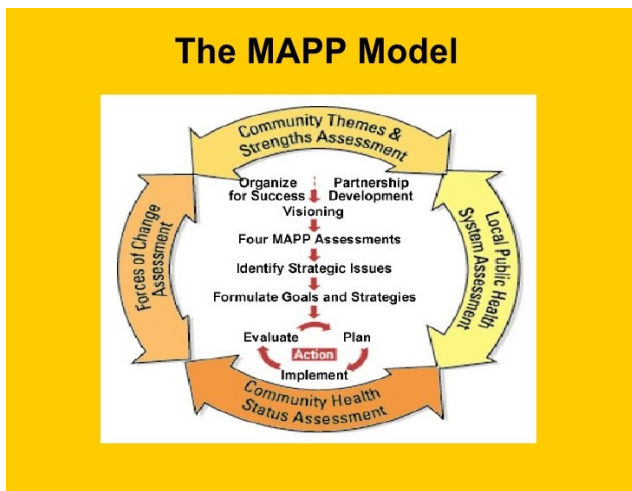 The MAPP Model
Community Themes &
Strengths Assessment
Organize
for Success
Partnership
Development
Visioning
Four MAPP Assessments
Identify Strategic Issues
Formulate Goals and Strategies
Evaluate
Plan
Action
Implement
Forces of Change
Assessment
Local Public Health
System Assessment
Community Health
Status Assessment